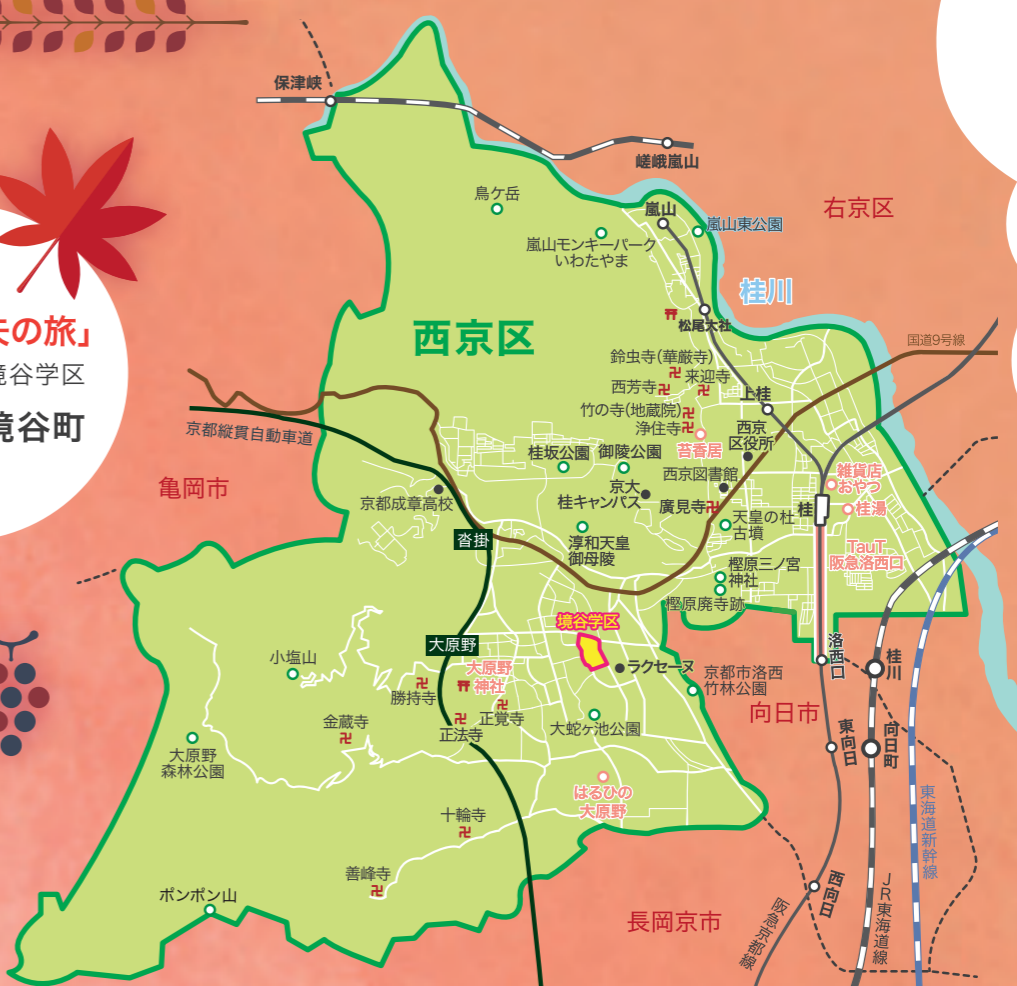 保津峡
嵯峨嵐山
烏ケ岳
嵐山
嵐山東公園
右京区
嵐山モンキーパーク
いわたやま
桂川
松尾大社
西京区
国道9号線
鈴虫寺(華厳寺)
来迎寺
西芳寺
上桂
竹の寺(地蔵院)
浄住寺
西京
区役所
苔香居
京都縦貫自動車道
桂坂公園
御陵公園
西京図書館
雑貨店
おやつ
亀岡市
京都成章高校
京大
桂キャンパス
廣見寺
桂
桂湯
天皇の杜
古墳
沓掛
淳和天皇
御母陵
TauT
阪急洛西口
樫原三ノ宮
神社
樫原廃寺跡
境谷学区
大原野
洛西口
桂川
小塩山
大原野
神社
ラクセーヌ
京都市洛西
竹林公園
勝持寺
向日市
金蔵寺
正覚寺
正法寺
大蛇ヶ池公園
東向日
向日町
大原野
森林公園
はるひの
大原野
東海道新幹線
十輪寺
善峰寺
西向日
JR東海道線
ポンポン山
長岡京市
阪急京都線
の旅」
谷学区
谷町